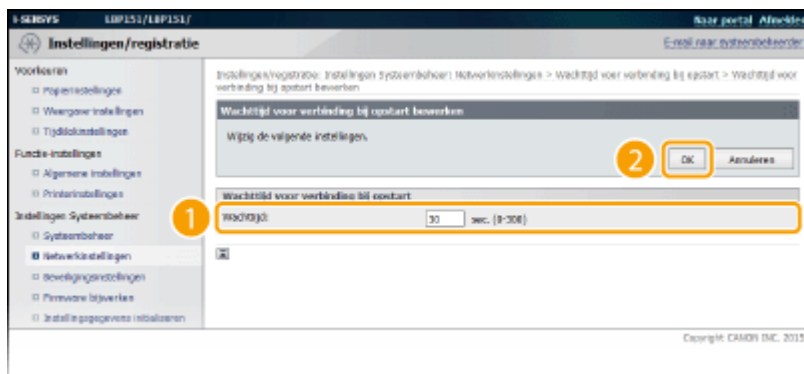 i-SENSYS LBP151/LBP151/ Naar portal Afmelden
Instellingen/registratie E-mail naar systeembeheerder
Voorkeuren
Papierinstellingen
Weergave-instellingen
Tijdklokinstellingen
Functie-instellingen
Algemene instellingen
Printerinstellingen
Instellingen Systeembeheer
Systeembeheer
Netwerkinstellingen
Beveiligingsinstellingen
Firmware bijwerken
Instellingsgegevens initialiseren
Instellingen/registratie: Instellingen Systeembeheer: Netwerkinstellingen > Wachttijd voor verbinding bij opstart > Wachttijd voor
verbinding bij opstart bewerken
Wachttijd voor verbinding bij opstart bewerken
Wijzig de volgende instellingen.
2 OK Annuleren
Wachttijd voor verbinding bij opstart
1 Wachttijd: 30 sec. (0-300)
Copyright CANON INC. 2015